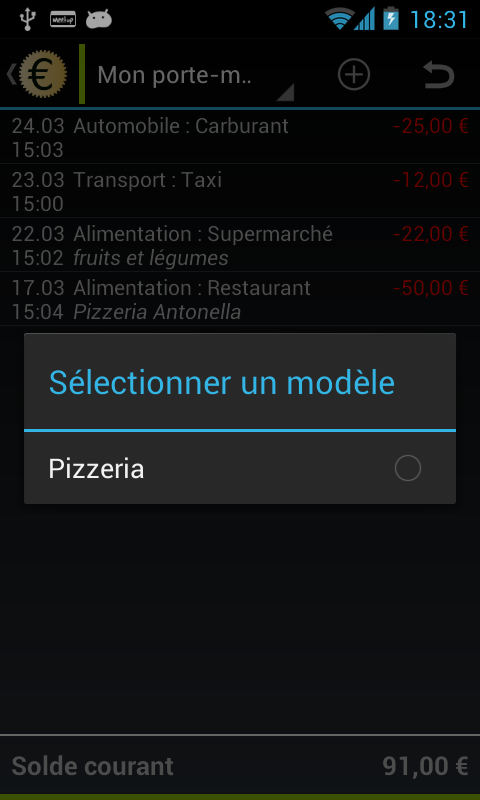 18:31
Mon porte-m..
24.03 Automobile : Carburant -25,00 €
15:03
23.03 Transport : Taxi -12,00 €
15:00
22.03 Alimentation : Supermarché -22,00 €
15:02 fruits et légumes
17.03 Alimentation : Restaurant -50,00 €
15:04 Pizzeria Antonella
Sélectionner un modèle
Pizzeria
Solde courant 91,00 €